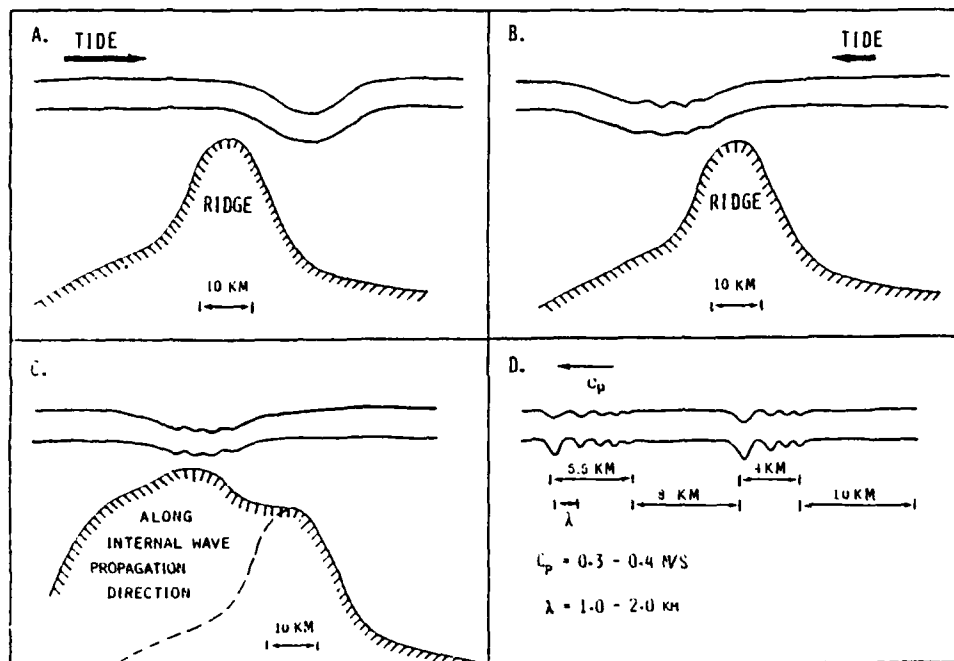 A.
TIDE
RIDGE
10 KM
B.
TIDE
RIDGE
10 KM
C.
ALONG
INTERNAL WAVE
PROPAGATION
DIRECTION
10 KM
D.
Cp
5.5 KM
4 KM
λ
8 KM
10 KM
Cp = 0.3 - 0.4 M/S
λ = 1.0 - 2.0 KM